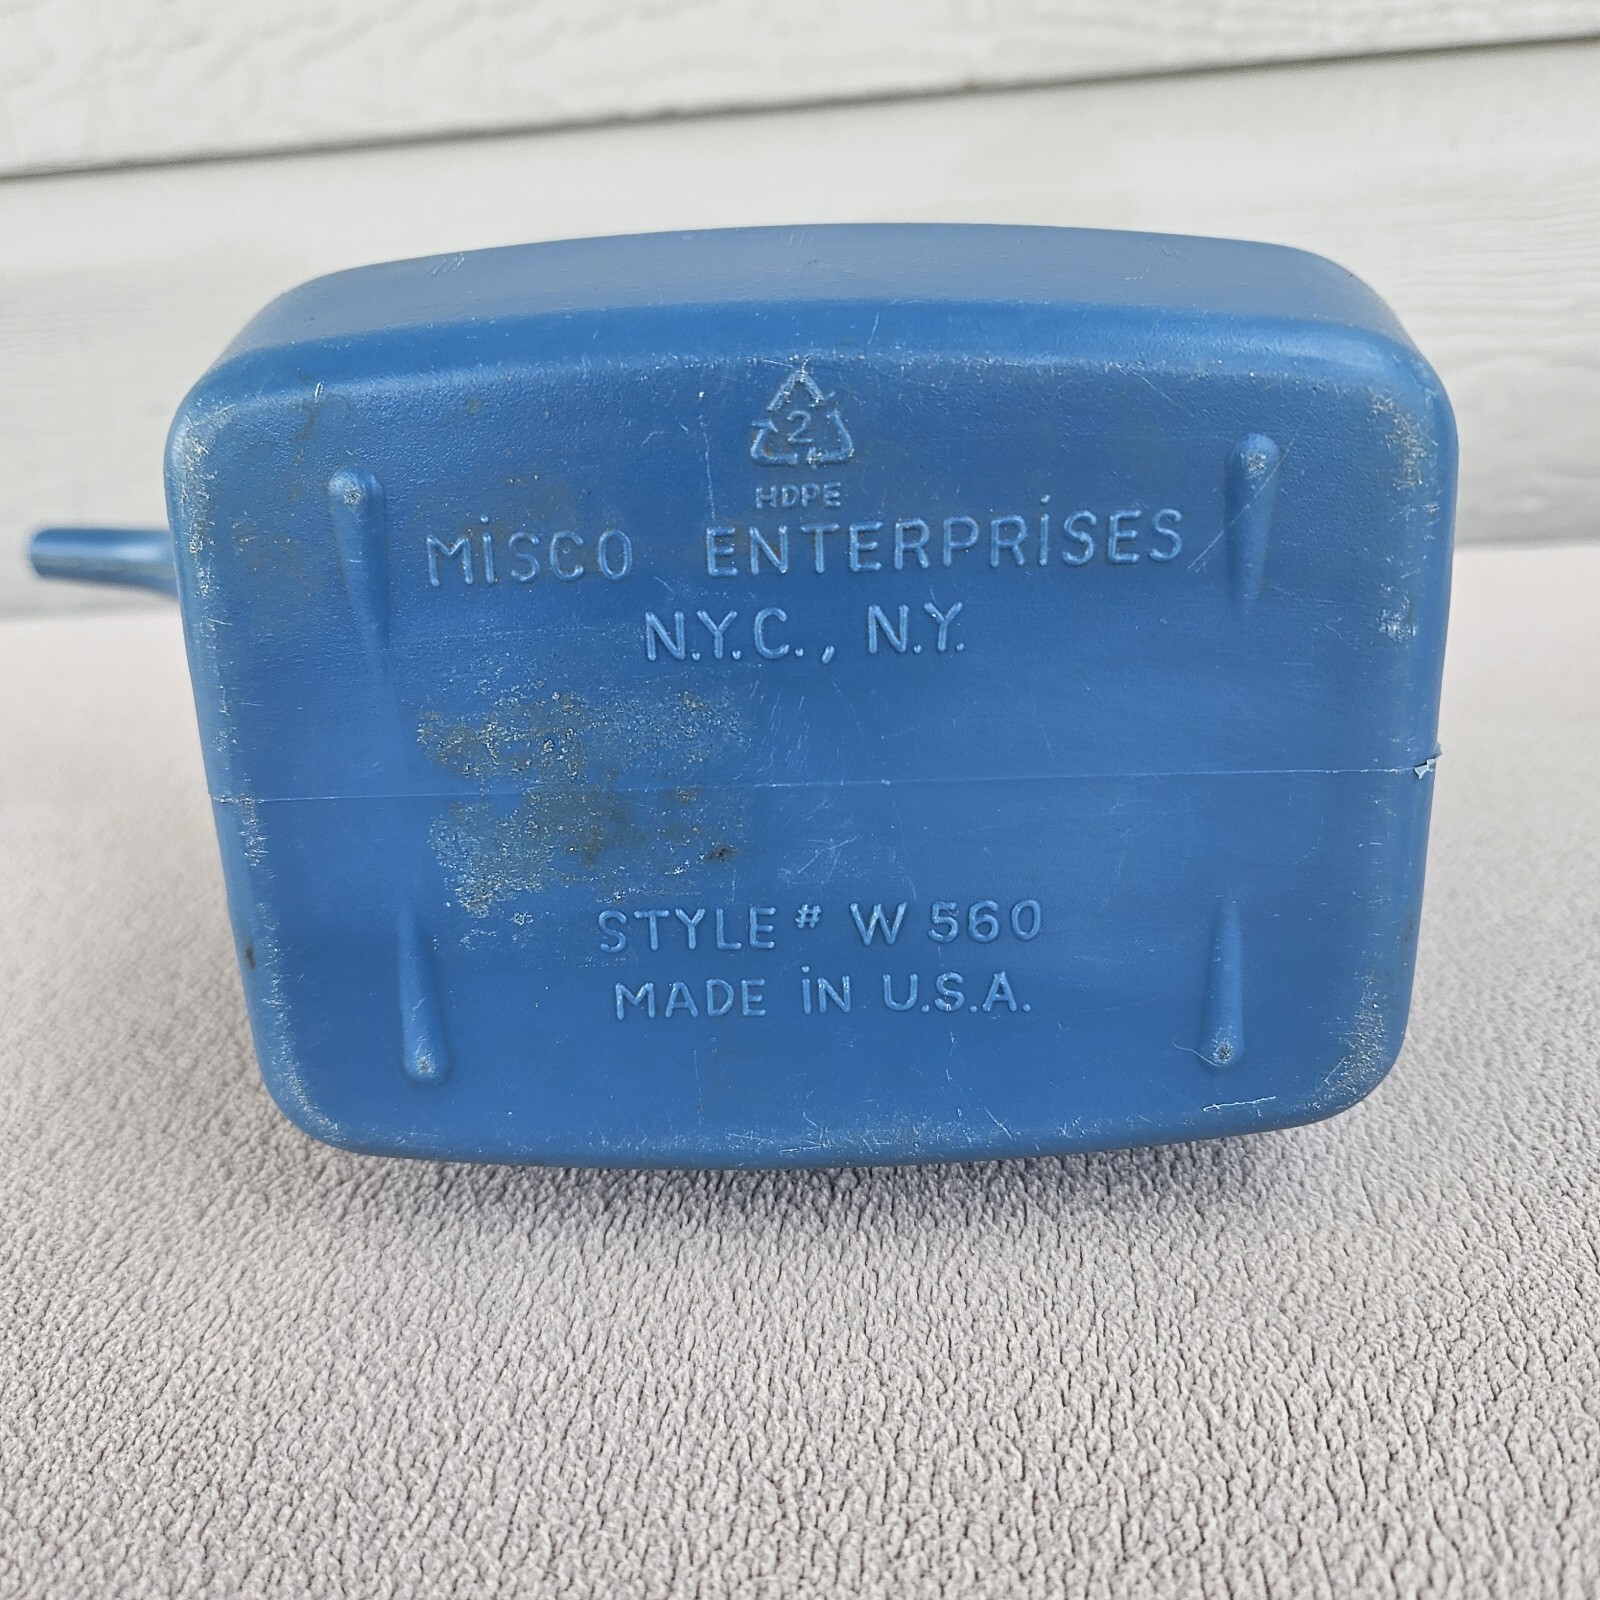 2
HDPE
MiSCO ENTERPRiSES
N.Y.C., N.Y.
STYLE # W 560
MADE iN U.S.A.